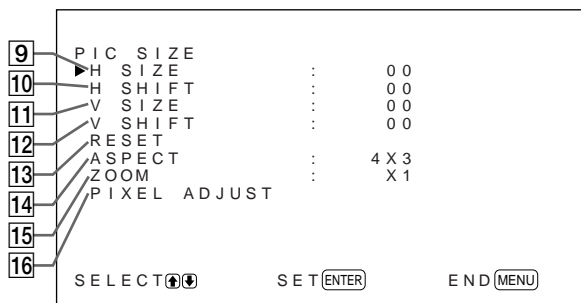 PIC SIZE
9 ▶H SIZE : 00
10 H SHIFT : 00
11 V SIZE : 00
12 V SHIFT : 00
13 RESET
14 ASPECT : 4X3
15 ZOOM : X1
16 PIXEL ADJUST
SELECT⬆⬇ SET ENTER END MENU